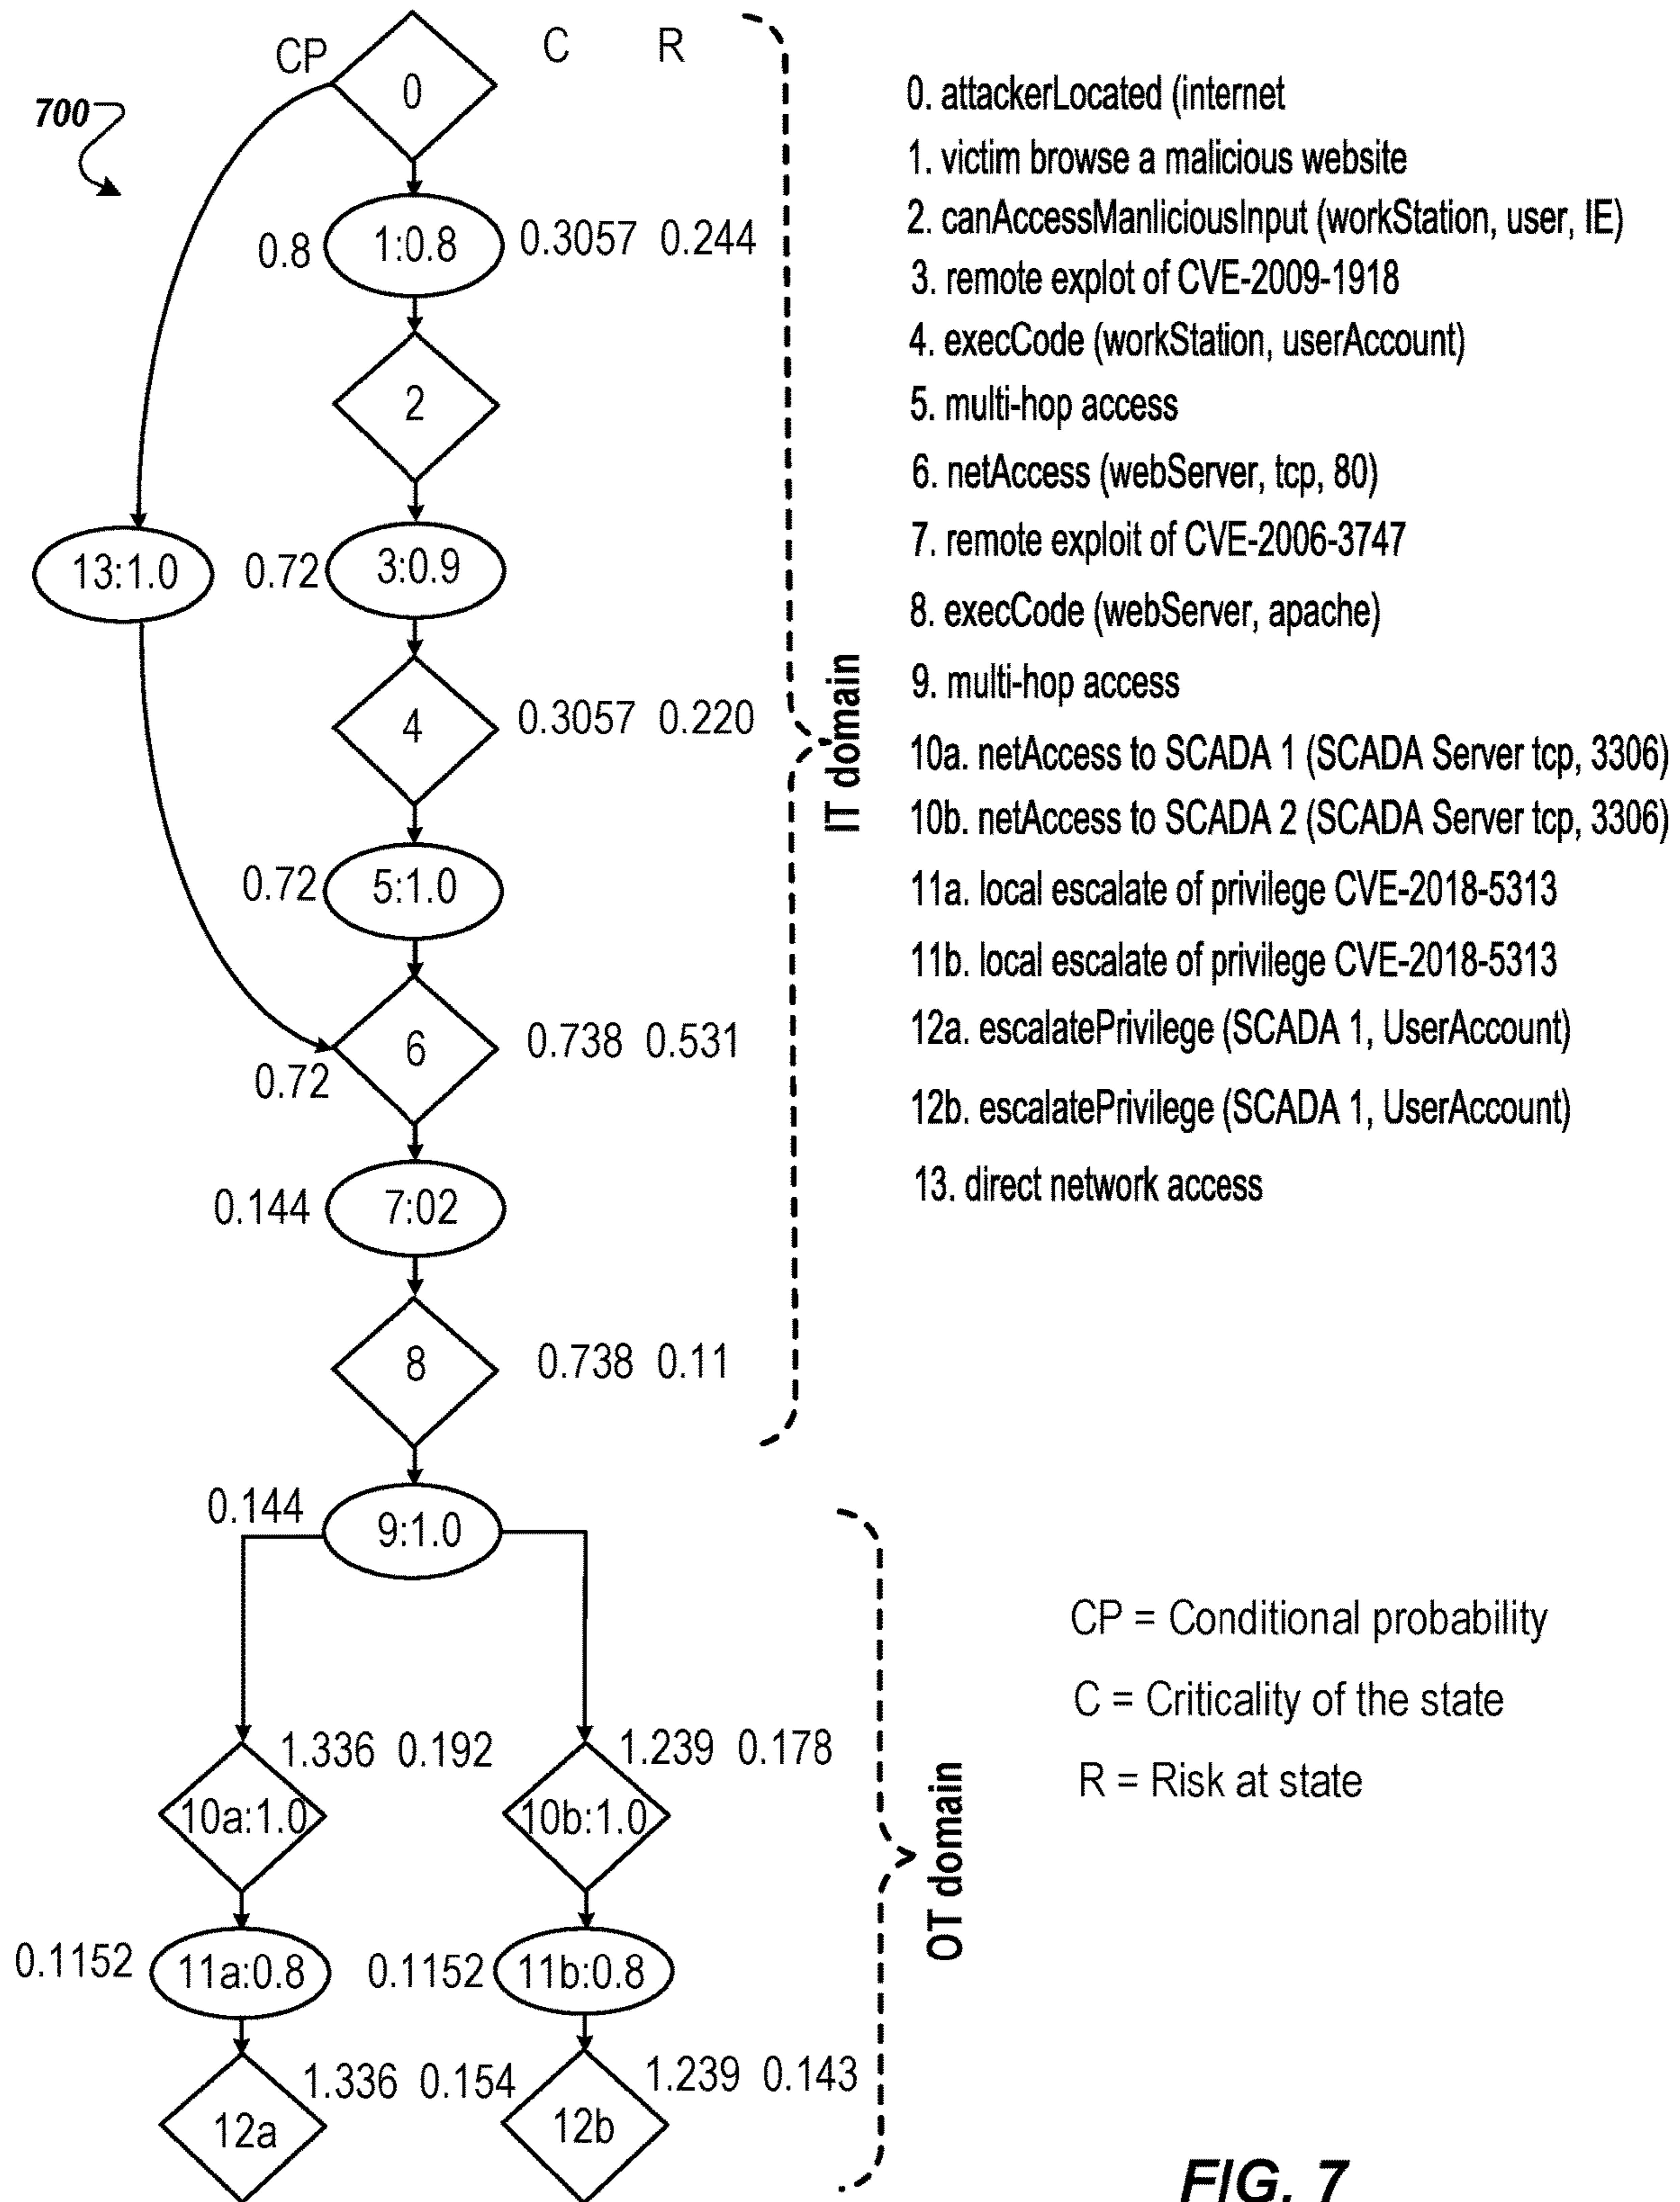 CP
C
R
700
0
0.8
1:0.8
0.3057 0.244
2
13:1.0
0.72
3:0.9
4
0.3057 0.220
0.72
5:1.0
6
0.738 0.531
0.72
0.144
7:02
8
0.738 0.11
0.144
9:1.0
1.336 0.192
1.239 0.178
10a:1.0
10b:1.0
0.1152
11a:0.8
0.1152
11b:0.8
1.336 0.154
1.239 0.143
12a
12b
IT domain
OT domain
0. attackerLocated (internet
1. victim browse a malicious website
2. canAccessManliciousInput (workStation, user, IE)
3. remote explot of CVE-2009-1918
4. execCode (workStation, userAccount)
5. multi-hop access
6. netAccess (webServer, tcp, 80)
7. remote exploit of CVE-2006-3747
8. execCode (webServer, apache)
9. multi-hop access
10a. netAccess to SCADA 1 (SCADA Server tcp, 3306)
10b. netAccess to SCADA 2 (SCADA Server tcp, 3306)
11a. local escalate of privilege CVE-2018-5313
11b. local escalate of privilege CVE-2018-5313
12a. escalatePrivilege (SCADA 1, UserAccount)
12b. escalatePrivilege (SCADA 1, UserAccount)
13. direct network access
CP = Conditional probability
C = Criticality of the state
R = Risk at state
FIG. 7